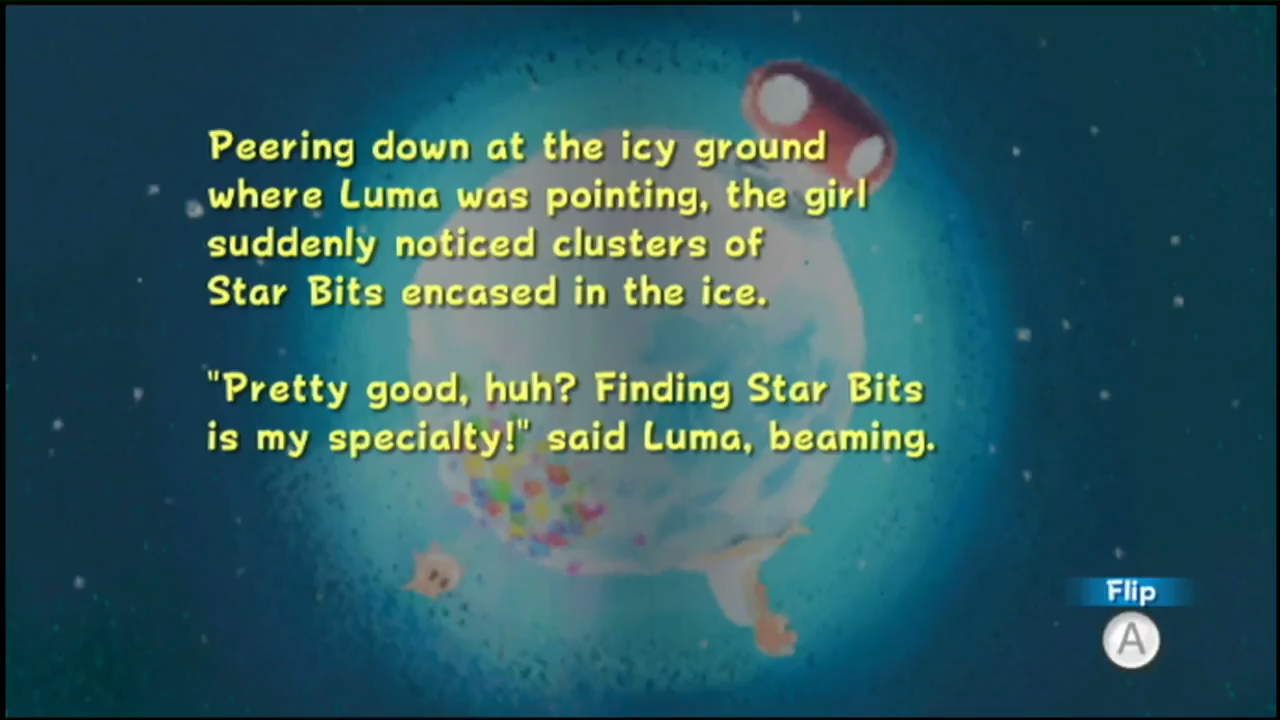 Peering down at the icy ground
where Luma was pointing, the girl
suddenly noticed clusters of
Star Bits encased in the ice.
"Pretty good, huh? Finding Star Bits
is my specialty!" said Luma, beaming.
Flip
A